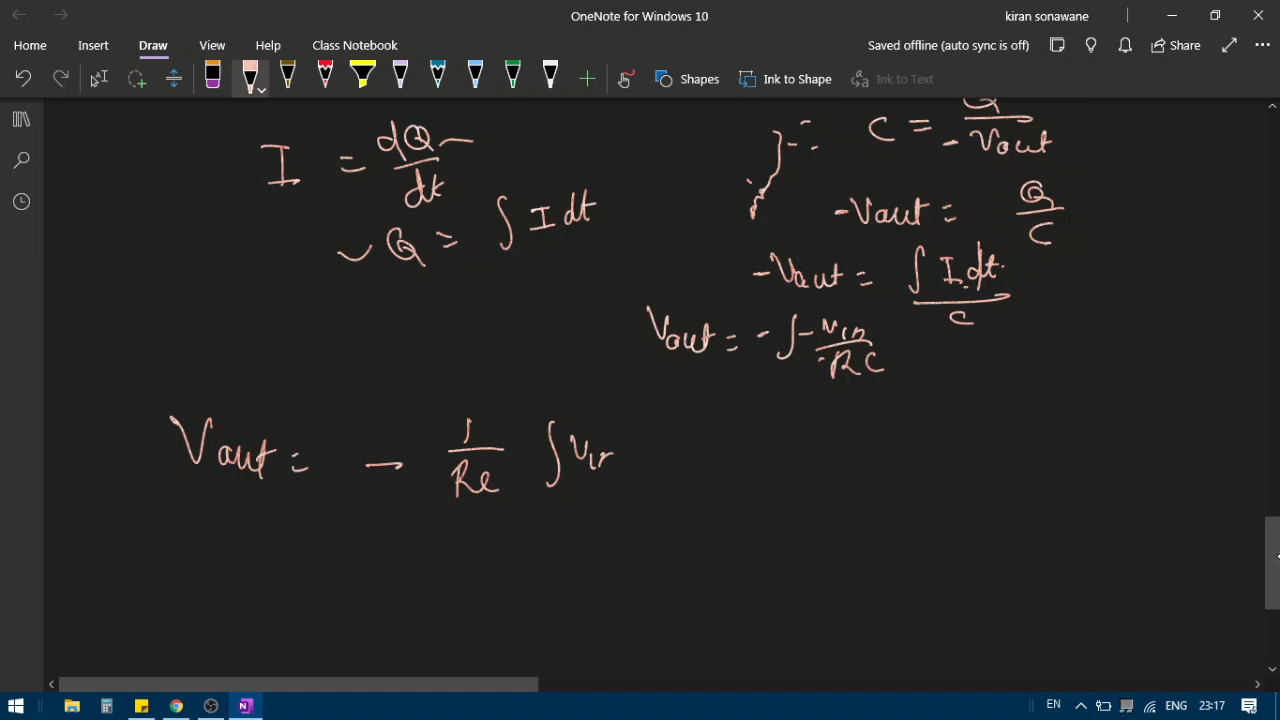 OneNote for Windows 10
kiran sonawane
Home Insert Draw View Help Class Notebook
Saved offline (auto sync is off)
Share
Shapes
Ink to Shape
Ink to Text
I = dQ/dt
Q = ∫ I dt
∴ C = Q/-Vout
-Vout = Q/C
-Vout = ∫ I.dt/C
Vout = - ∫ - Vin/RC
Vout = - 1/RC ∫ Vin
EN
ENG
23:17